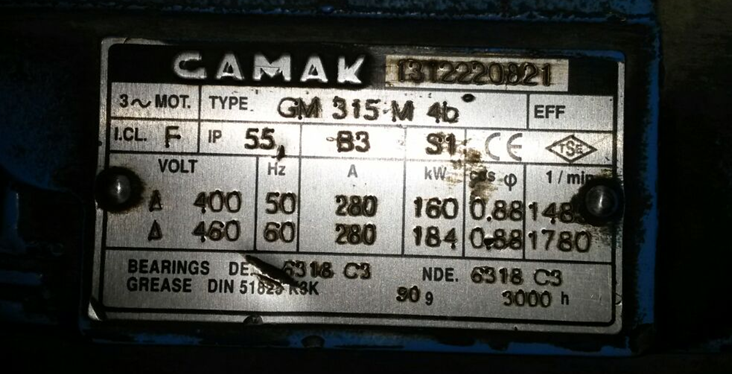 GAMAK 1312220821
3~ MOT. TYPE. GM 315 M 4b EFF
I.CL. F IP 55, B3 S1 CE TSE
VOLT Hz A kW cos φ 1 / min
Δ 400 50 280 160 0.88
Δ 460 60 280 184 0.88 1780
BEARINGS DE. 6318 C3 NDE. 6318 C3
GREASE DIN 51825 K3K 90 g 3000 h